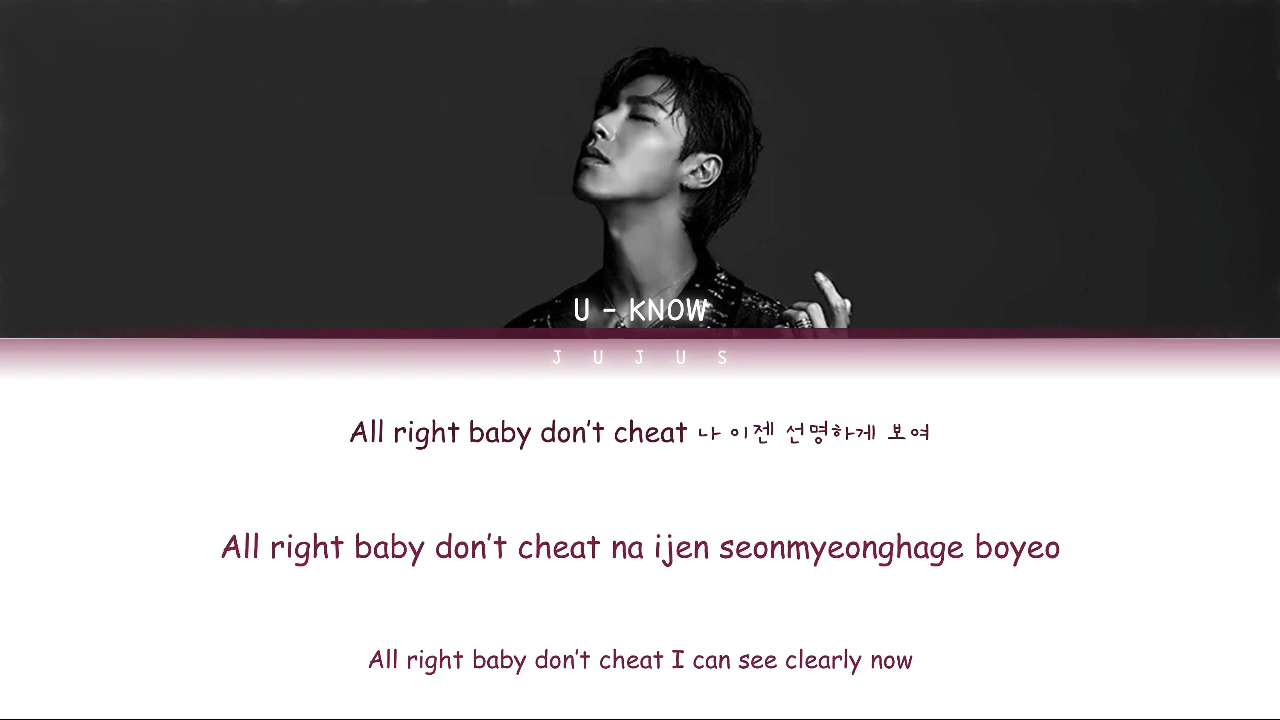 U - KNOW
J U J U S
All right baby don't cheat 나 이젠 선명하게 보여
All right baby don't cheat na ijen seonmyeonghage boyeo
All right baby don't cheat I can see clearly now